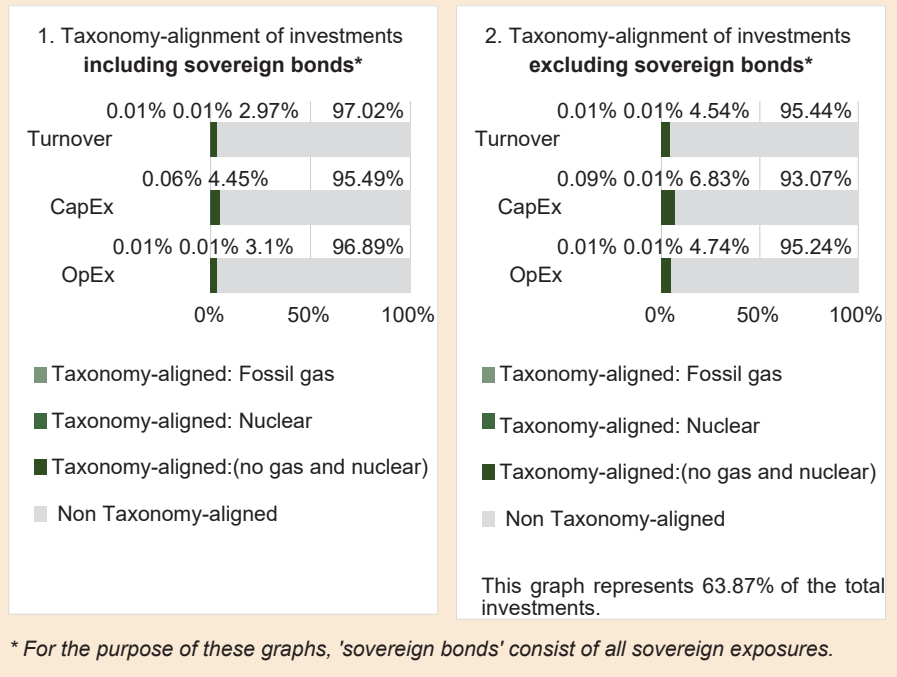 1. Taxonomy-alignment of investments
including sovereign bonds*
0.01% 0.01% 2.97% 97.02%
Turnover
0.06% 4.45% 95.49%
CapEx
0.01% 0.01% 3.1% 96.89%
OpEx
0% 50% 100%
Taxonomy-aligned: Fossil gas
Taxonomy-aligned: Nuclear
Taxonomy-aligned:(no gas and nuclear)
Non Taxonomy-aligned
2. Taxonomy-alignment of investments
excluding sovereign bonds*
0.01% 0.01% 4.54% 95.44%
Turnover
0.09% 0.01% 6.83% 93.07%
CapEx
0.01% 0.01% 4.74% 95.24%
OpEx
0% 50% 100%
Taxonomy-aligned: Fossil gas
Taxonomy-aligned: Nuclear
Taxonomy-aligned:(no gas and nuclear)
Non Taxonomy-aligned
This graph represents 63.87% of the total
investments.
* For the purpose of these graphs, 'sovereign bonds' consist of all sovereign exposures.